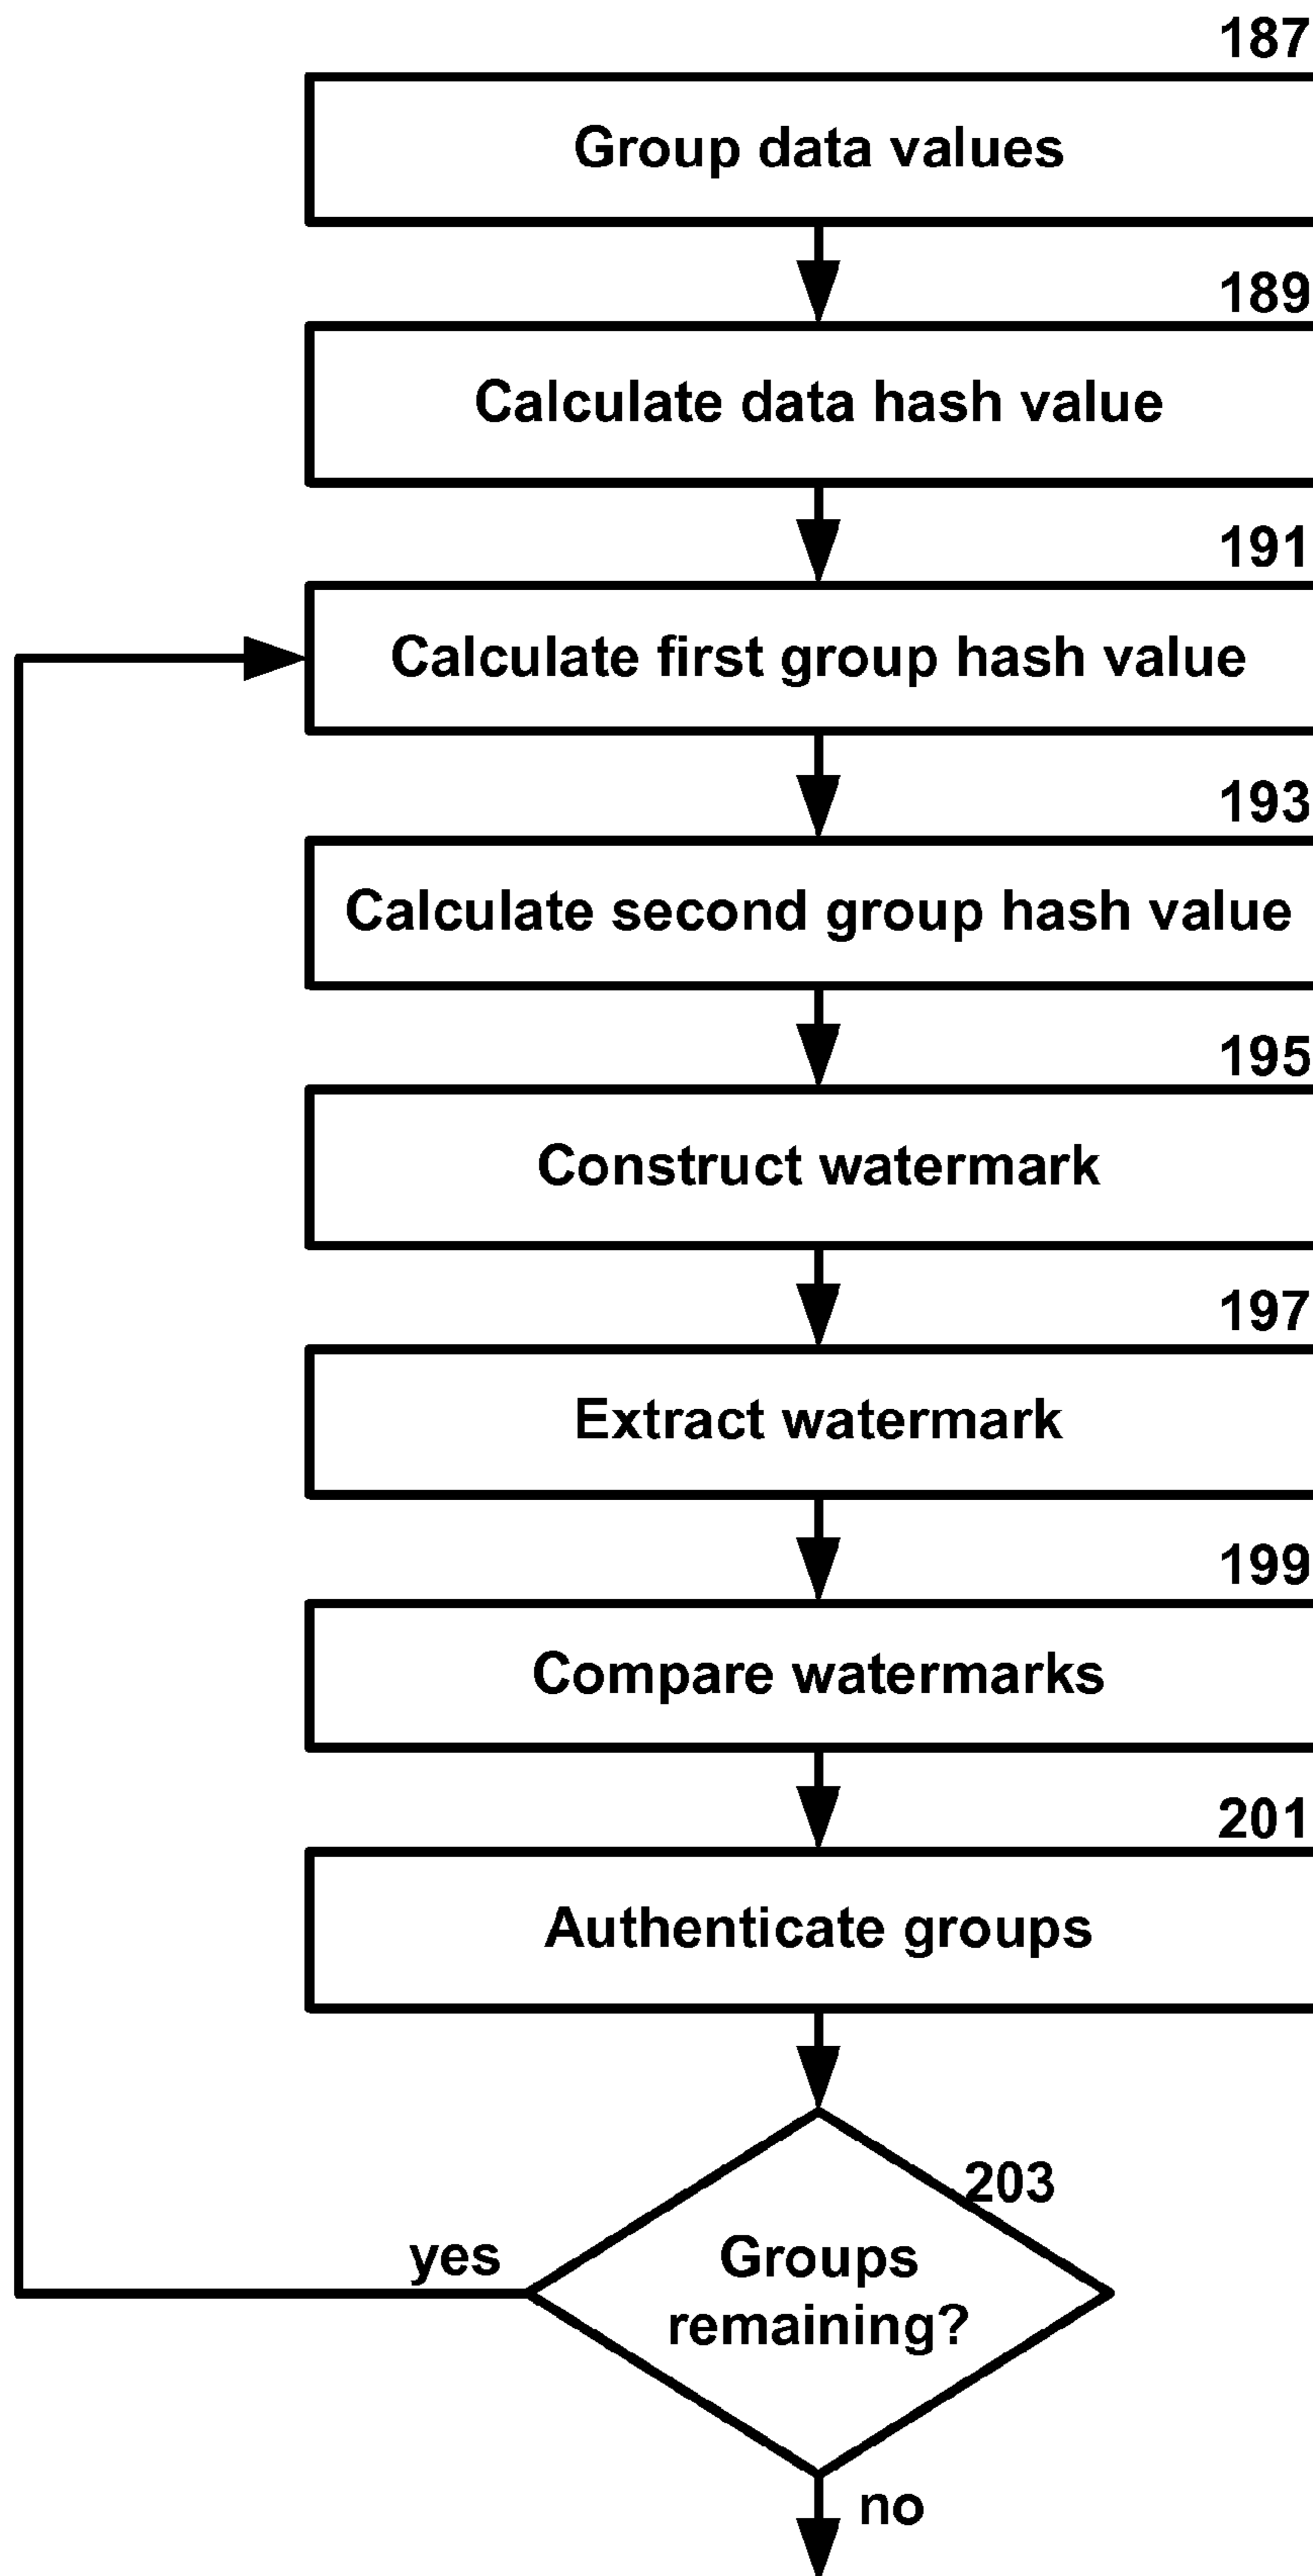 187
Group data values
189
Calculate data hash value
191
Calculate first group hash value
193
Calculate second group hash value
195
Construct watermark
197
Extract watermark
199
Compare watermarks
201
Authenticate groups
203
yes
Groups
remaining?
no